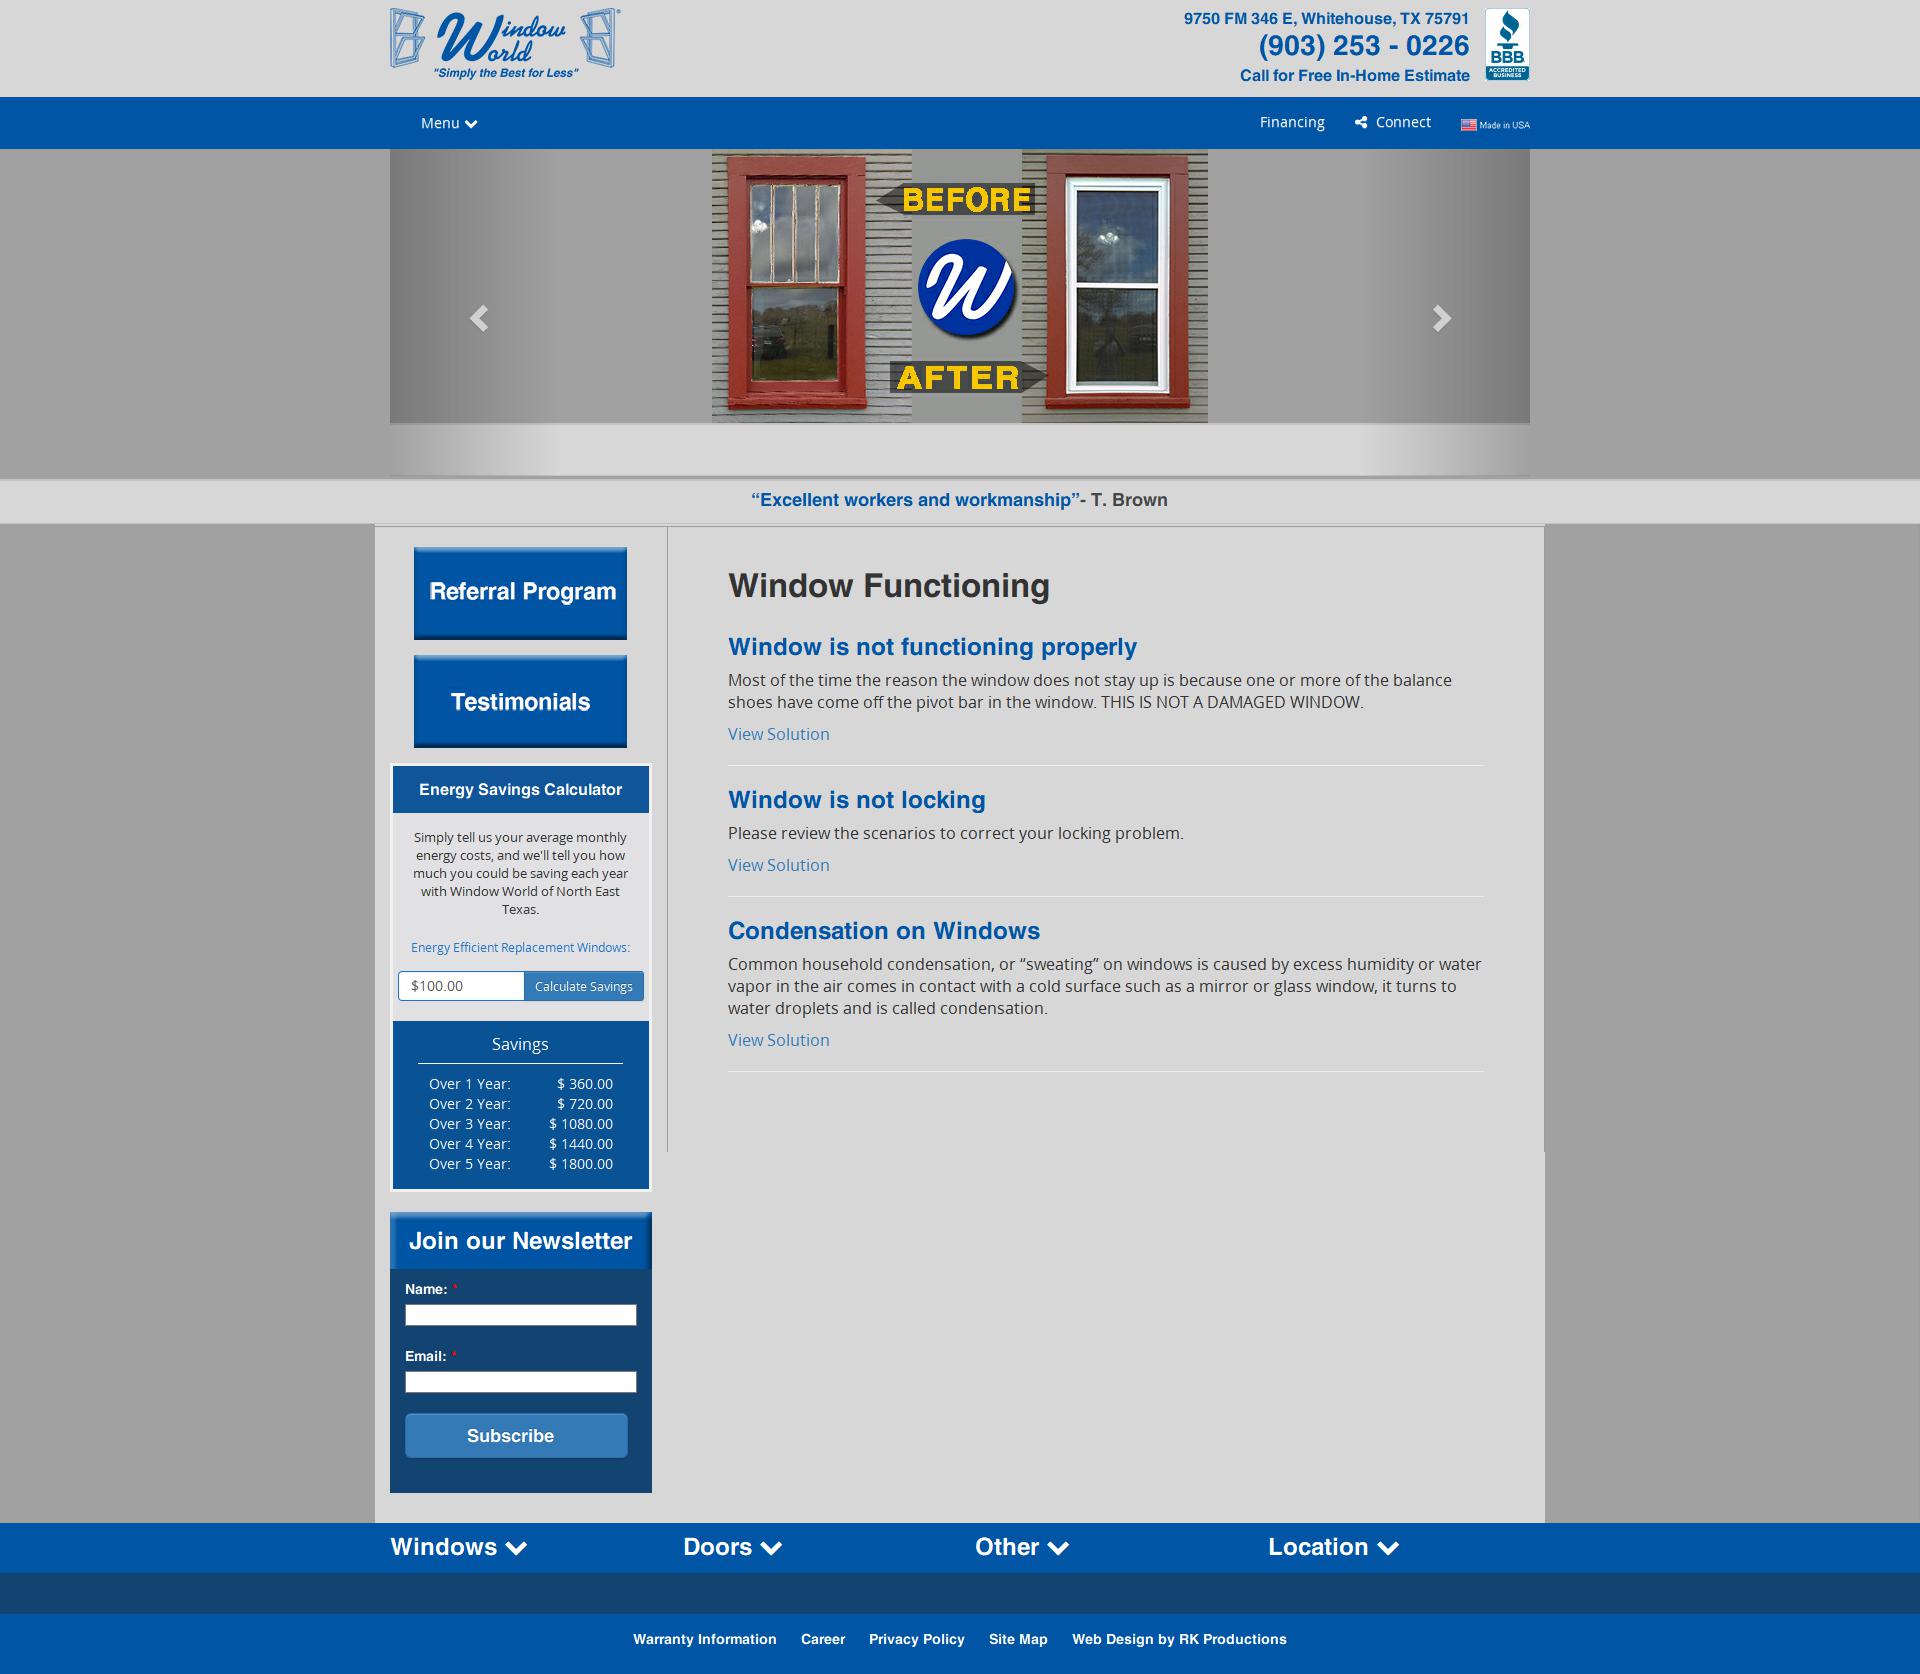 Window World
"Simply the Best for Less"
9750 FM 346 E, Whitehouse, TX 75791
(903) 253 - 0226
Call for Free In-Home Estimate
BBB
ACCREDITED
BUSINESS
Menu
Financing
Connect
Made in USA
BEFORE
W
AFTER
“Excellent workers and workmanship”- T. Brown
Referral Program
Testimonials
Energy Savings Calculator
Simply tell us your average monthly
energy costs, and we'll tell you how
much you could be saving each year
with Window World of North East
Texas.
Energy Efficient Replacement Windows:
$100.00 Calculate Savings
Savings
Over 1 Year: $ 360.00
Over 2 Year: $ 720.00
Over 3 Year: $ 1080.00
Over 4 Year: $ 1440.00
Over 5 Year: $ 1800.00
Join our Newsletter
Name: *
Email: *
Subscribe
Window Functioning
Window is not functioning properly
Most of the time the reason the window does not stay up is because one or more of the balance
shoes have come off the pivot bar in the window. THIS IS NOT A DAMAGED WINDOW.
View Solution
Window is not locking
Please review the scenarios to correct your locking problem.
View Solution
Condensation on Windows
Common household condensation, or “sweating” on windows is caused by excess humidity or water
vapor in the air comes in contact with a cold surface such as a mirror or glass window, it turns to
water droplets and is called condensation.
View Solution
Windows Doors Other Location
Warranty Information Career Privacy Policy Site Map Web Design by RK Productions